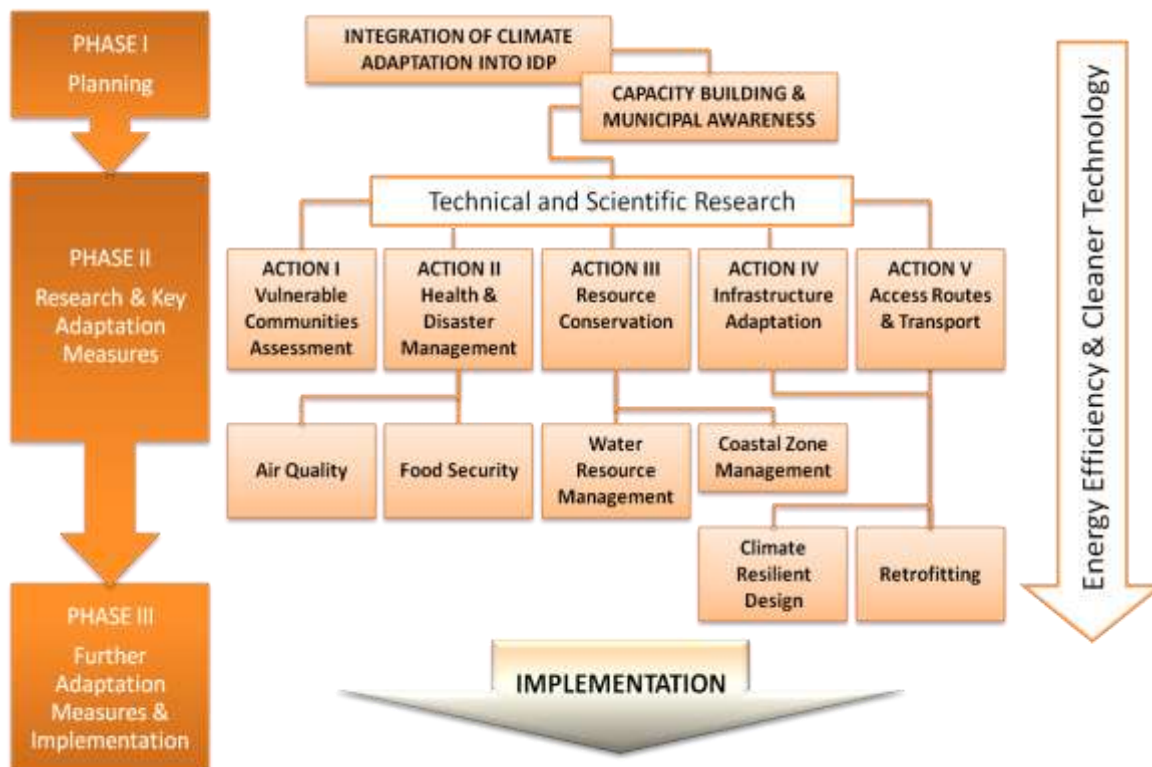 PHASE I
Planning
INTEGRATION OF CLIMATE
ADAPTATION INTO IDP
CAPACITY BUILDING &
MUNICIPAL AWARENESS
PHASE II
Research & Key
Adaptation
Measures
Technical and Scientific Research
ACTION I
Vulnerable
Communities
Assessment
ACTION II
Health &
Disaster
Management
ACTION III
Resource
Conservation
ACTION IV
Infrastructure
Adaptation
ACTION V
Access Routes
& Transport
Air Quality
Food Security
Water
Resource
Management
Coastal Zone
Management
Climate
Resilient
Design
Retrofitting
PHASE III
Further
Adaptation
Measures &
Implementation
IMPLEMENTATION
Energy Efficiency & Cleaner Technology